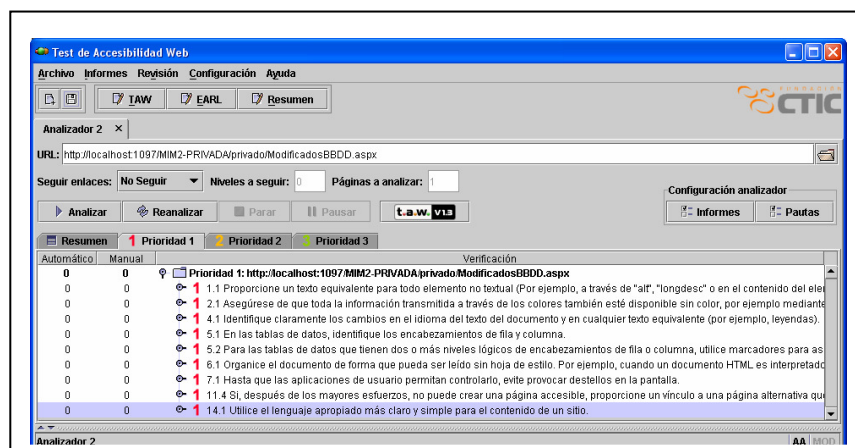 Test de Accesibilidad Web
Archivo Informes Revisión Configuración Ayuda
TAW EARL Resumen
FUNDACIÓN
CTIC
Analizador 2 ×
URL: http://localhost:1097/MIM2-PRIVADA/privado/ModificadosBBDD.aspx
Seguir enlaces: No Seguir Niveles a seguir: 0 Páginas a analizar: 1
Configuración analizador
Analizar Reanalizar Parar Pausar t.a.w. V1.3 Informes Pautas
Resumen 1 Prioridad 1 2 Prioridad 2 3 Prioridad 3
Automático Manual Verificación
0 0 Prioridad 1: http://localhost:1097/MIM2-PRIVADA/privado/ModificadosBBDD.aspx
0 0 1 1.1 Proporcione un texto equivalente para todo elemento no textual (Por ejemplo, a través de "alt", "longdesc" o en el contenido del eler
0 0 1 2.1 Asegúrese de que toda la información transmitida a través de los colores también esté disponible sin color, por ejemplo mediante
0 0 1 4.1 Identifique claramente los cambios en el idioma del texto del documento y en cualquier texto equivalente (por ejemplo, leyendas).
0 0 1 5.1 En las tablas de datos, identifique los encabezamientos de fila y columna.
0 0 1 5.2 Para las tablas de datos que tienen dos o más niveles lógicos de encabezamientos de fila o columna, utilice marcadores para as
0 0 1 6.1 Organice el documento de forma que pueda ser leído sin hoja de estilo. Por ejemplo, cuando un documento HTML es interpretado
0 0 1 7.1 Hasta que las aplicaciones de usuario permitan controlarlo, evite provocar destellos en la pantalla.
0 0 1 11.4 Si, después de los mayores esfuerzos, no puede crear una página accesible, proporcione un vínculo a una página alternativa qu
0 0 1 14.1 Utilice el lenguaje apropiado más claro y simple para el contenido de un sitio.
Analizador 2 AA MOD